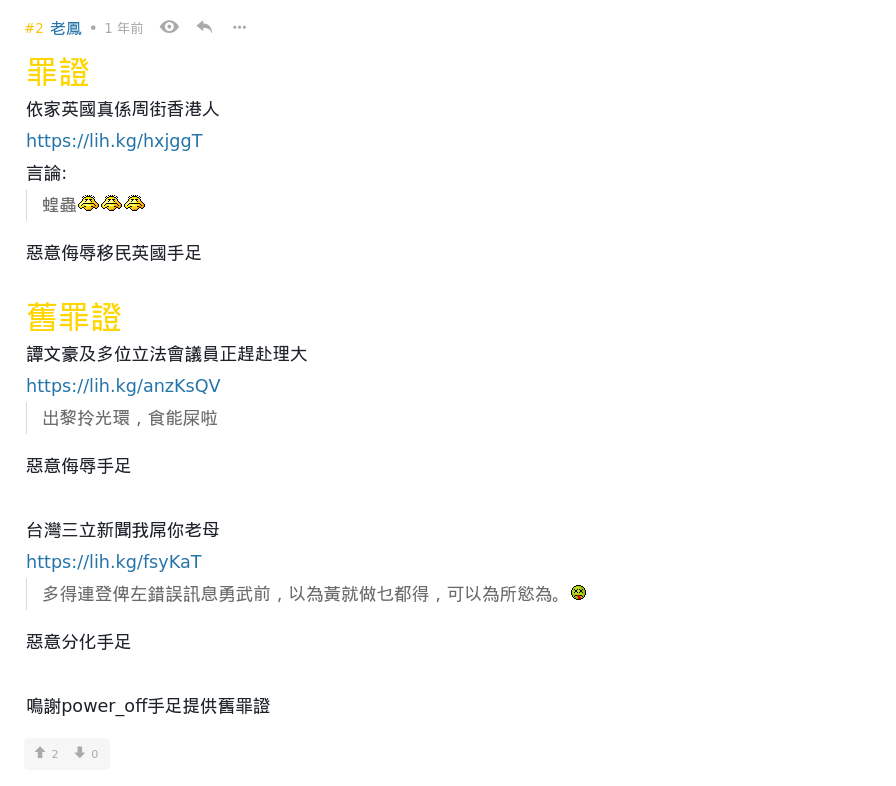 #2 老鳳 • 1 年前
罪證
依家英國真係周街香港人
https://lih.kg/hxjggT
言論:
蝗蟲
惡意侮辱移民英國手足
舊罪證
譚文豪及多位立法會議員正趕赴理大
https://lih.kg/anzKsQV
出黎拎光環，食能屎啦
惡意侮辱手足
台灣三立新聞我屌你老母
https://lih.kg/fsyKaT
多得連登俾左錯誤訊息勇武前，以為黃就做乜都得，可以為所慾為。
惡意分化手足
鳴謝power_off手足提供舊罪證
2 0